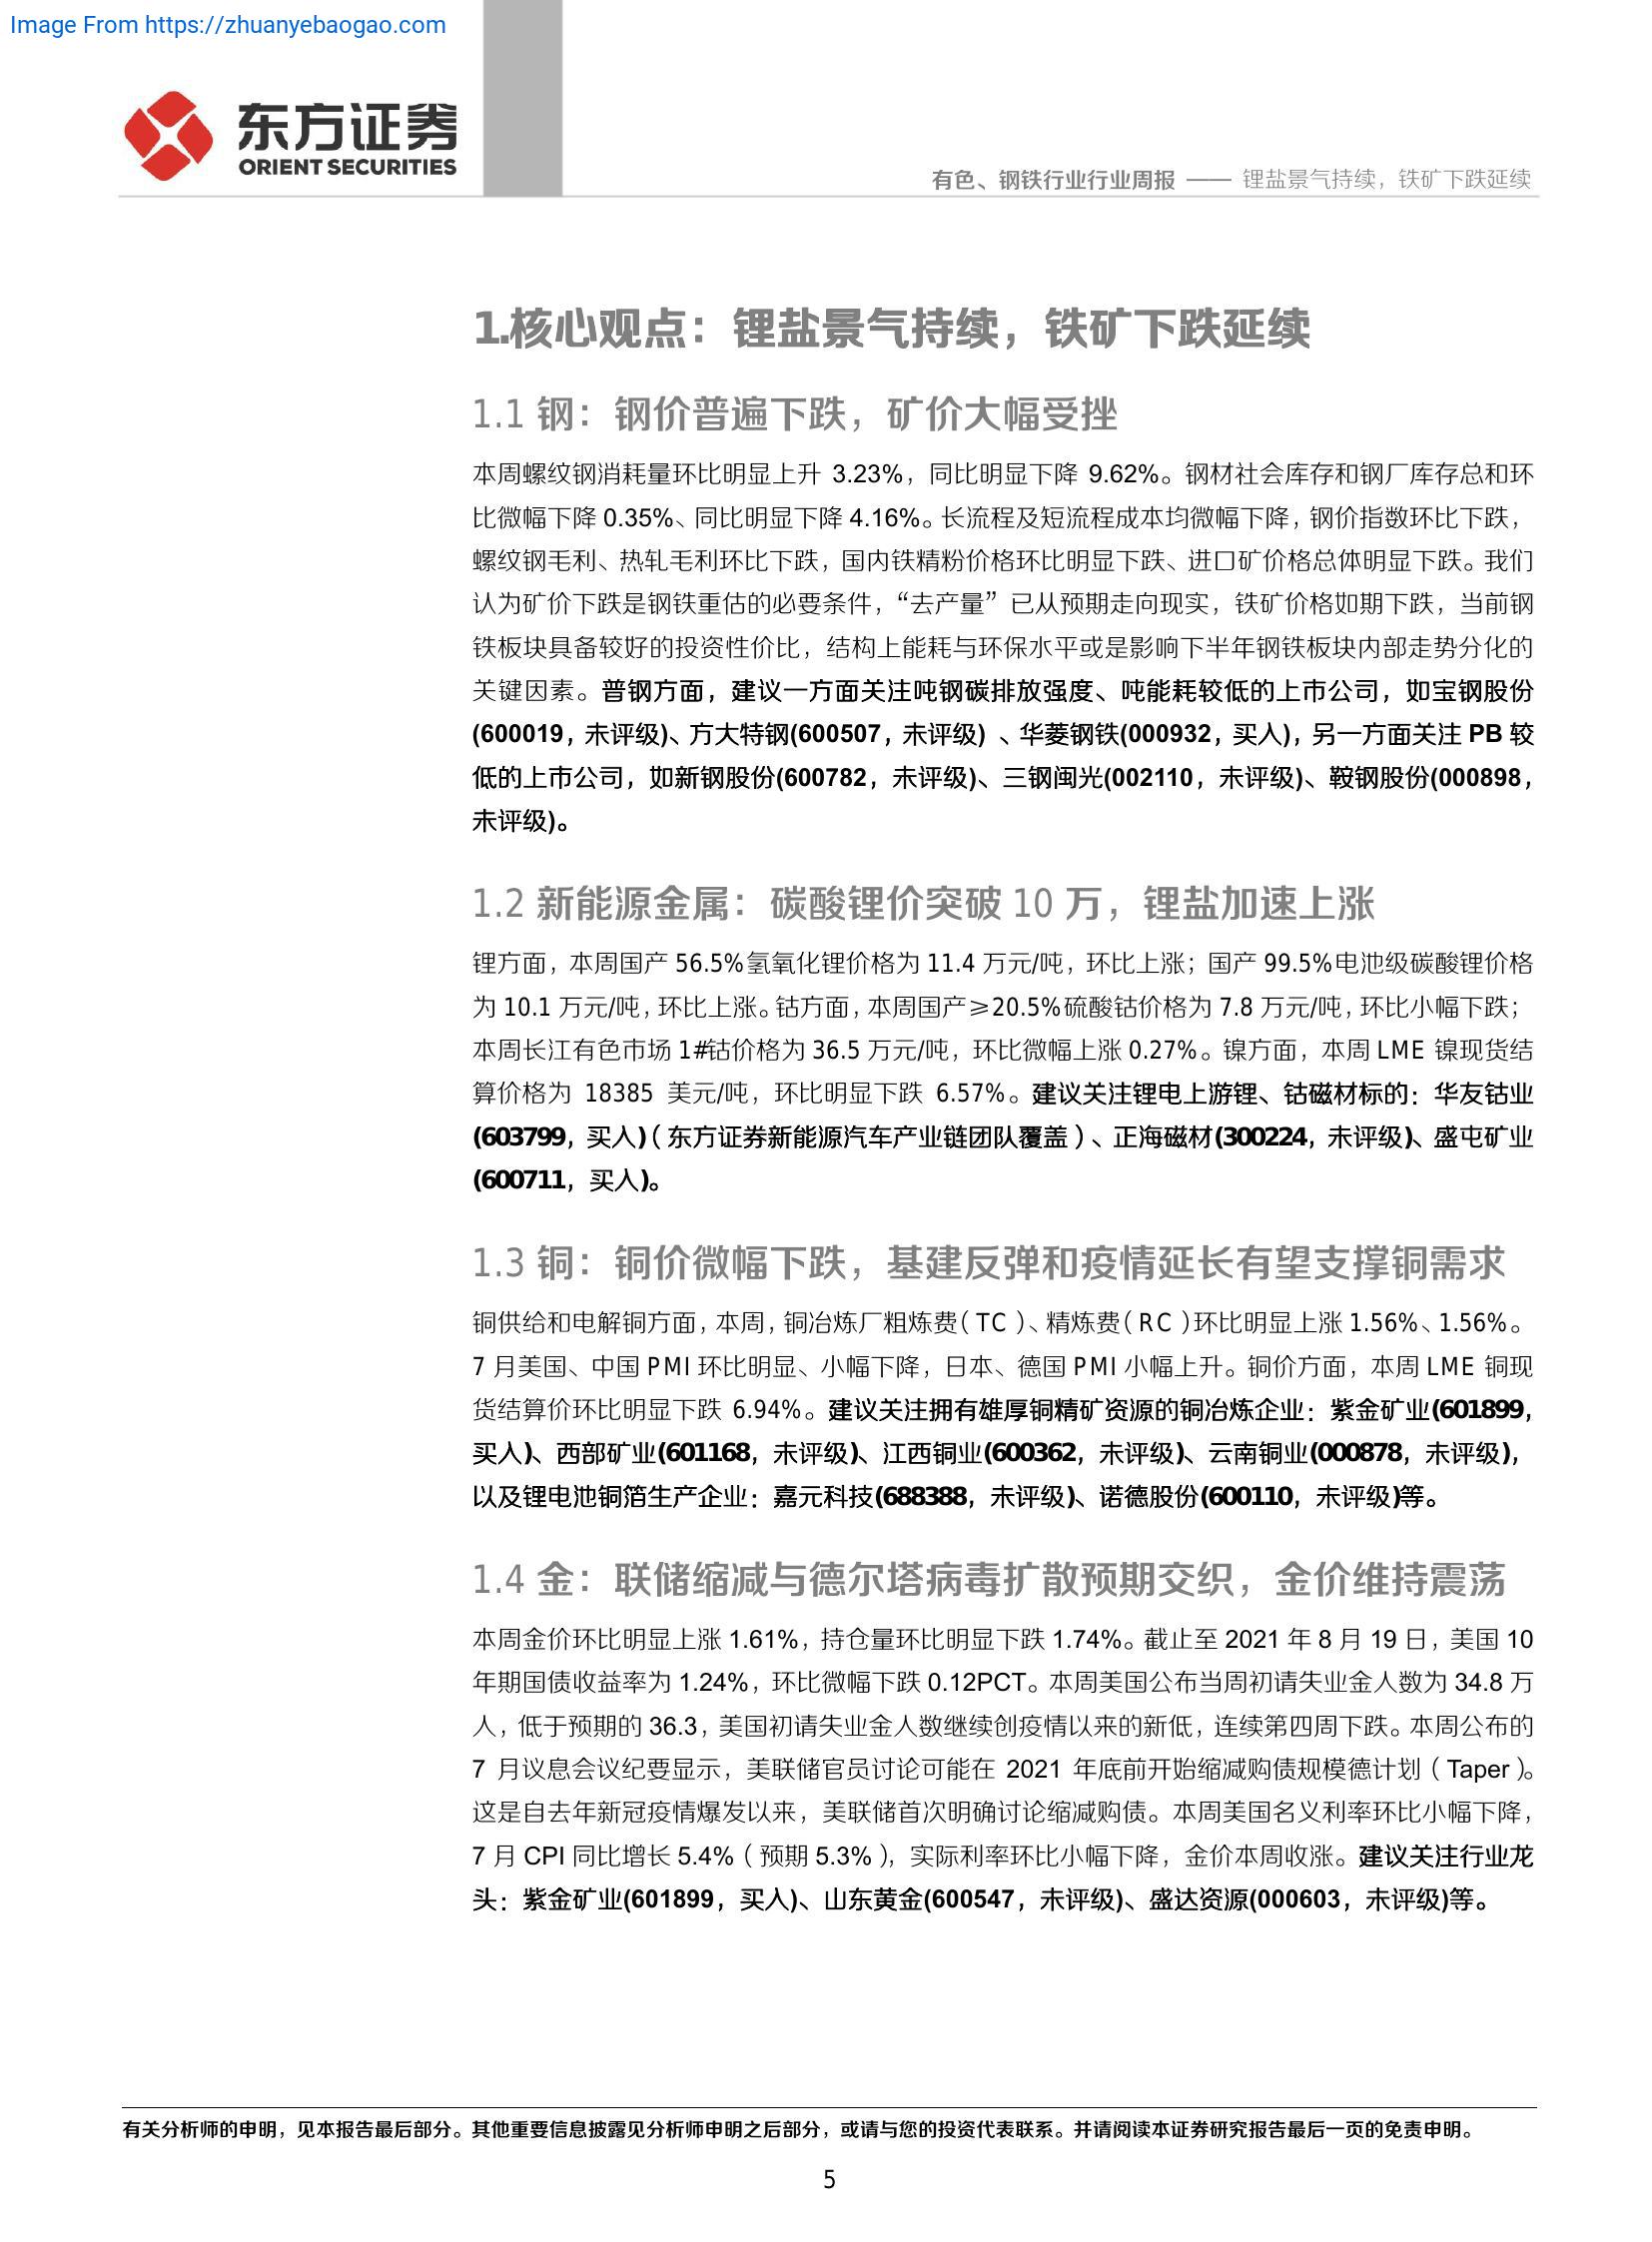 Image From https://zhuanyebaogao.com
东方证券
ORIENT SECURITIES
有色、钢铁行业行业周报 —— 锂盐景气持续，铁矿下跌延续
1.核心观点：锂盐景气持续，铁矿下跌延续
1.1 钢：钢价普遍下跌，矿价大幅受挫
本周螺纹钢消耗量环比明显上升 3.23%，同比明显下降 9.62%。钢材社会库存和钢厂库存总和环
比微幅下降 0.35%、同比明显下降 4.16%。长流程及短流程成本均微幅下降，钢价指数环比下跌，
螺纹钢毛利、热轧毛利环比下跌，国内铁精粉价格环比明显下跌、进口矿价格总体明显下跌。我们
认为矿价下跌是钢铁重估的必要条件，“去产量”已从预期走向现实，铁矿价格如期下跌，当前钢
铁板块具备较好的投资性价比，结构上能耗与环保水平或是影响下半年钢铁板块内部走势分化的
关键因素。普钢方面，建议一方面关注吨钢碳排放强度、吨能耗较低的上市公司，如宝钢股份
(600019，未评级)、方大特钢(600507，未评级) 、华菱钢铁(000932，买入)，另一方面关注 PB 较
低的上市公司，如新钢股份(600782，未评级)、三钢闽光(002110，未评级)、鞍钢股份(000898，
未评级)。
1.2 新能源金属：碳酸锂价突破 10 万，锂盐加速上涨
锂方面，本周国产 56.5%氢氧化锂价格为 11.4 万元/吨，环比上涨；国产 99.5%电池级碳酸锂价格
为 10.1 万元/吨，环比上涨。钴方面，本周国产≥20.5%硫酸钴价格为 7.8 万元/吨，环比小幅下跌；
本周长江有色市场 1#钴价格为 36.5 万元/吨，环比微幅上涨 0.27%。镍方面，本周 LME 镍现货结
算价格为 18385 美元/吨，环比明显下跌 6.57%。建议关注锂电上游锂、钴磁材标的：华友钴业
(603799，买入)（东方证券新能源汽车产业链团队覆盖）、正海磁材(300224，未评级)、盛屯矿业
(600711，买入)。
1.3 铜：铜价微幅下跌，基建反弹和疫情延长有望支撑铜需求
铜供给和电解铜方面，本周，铜冶炼厂粗炼费（TC）、精炼费（RC）环比明显上涨 1.56%、1.56%。
7 月美国、中国 PMI 环比明显、小幅下降，日本、德国 PMI 小幅上升。铜价方面，本周 LME 铜现
货结算价环比明显下跌 6.94%。建议关注拥有雄厚铜精矿资源的铜冶炼企业：紫金矿业(601899，
买入)、西部矿业(601168，未评级)、江西铜业(600362，未评级)、云南铜业(000878，未评级)，
以及锂电池铜箔生产企业：嘉元科技(688388，未评级)、诺德股份(600110，未评级)等。
1.4 金：联储缩减与德尔塔病毒扩散预期交织，金价维持震荡
本周金价环比明显上涨 1.61%，持仓量环比明显下跌 1.74%。截止至 2021 年 8 月 19 日，美国 10
年期国债收益率为 1.24%，环比微幅下跌 0.12PCT。本周美国公布当周初请失业金人数为 34.8 万
人，低于预期的 36.3，美国初请失业金人数继续创疫情以来的新低，连续第四周下跌。本周公布的
7 月议息会议纪要显示，美联储官员讨论可能在 2021 年底前开始缩减购债规模德计划（Taper）。
这是自去年新冠疫情爆发以来，美联储首次明确讨论缩减购债。本周美国名义利率环比小幅下降，
7 月 CPI 同比增长 5.4%（预期 5.3%），实际利率环比小幅下降，金价本周收涨。建议关注行业龙
头：紫金矿业(601899，买入)、山东黄金(600547，未评级)、盛达资源(000603，未评级)等。
有关分析师的申明，见本报告最后部分。其他重要信息披露见分析师申明之后部分，或请与您的投资代表联系。并请阅读本证券研究报告最后一页的免责申明。
5